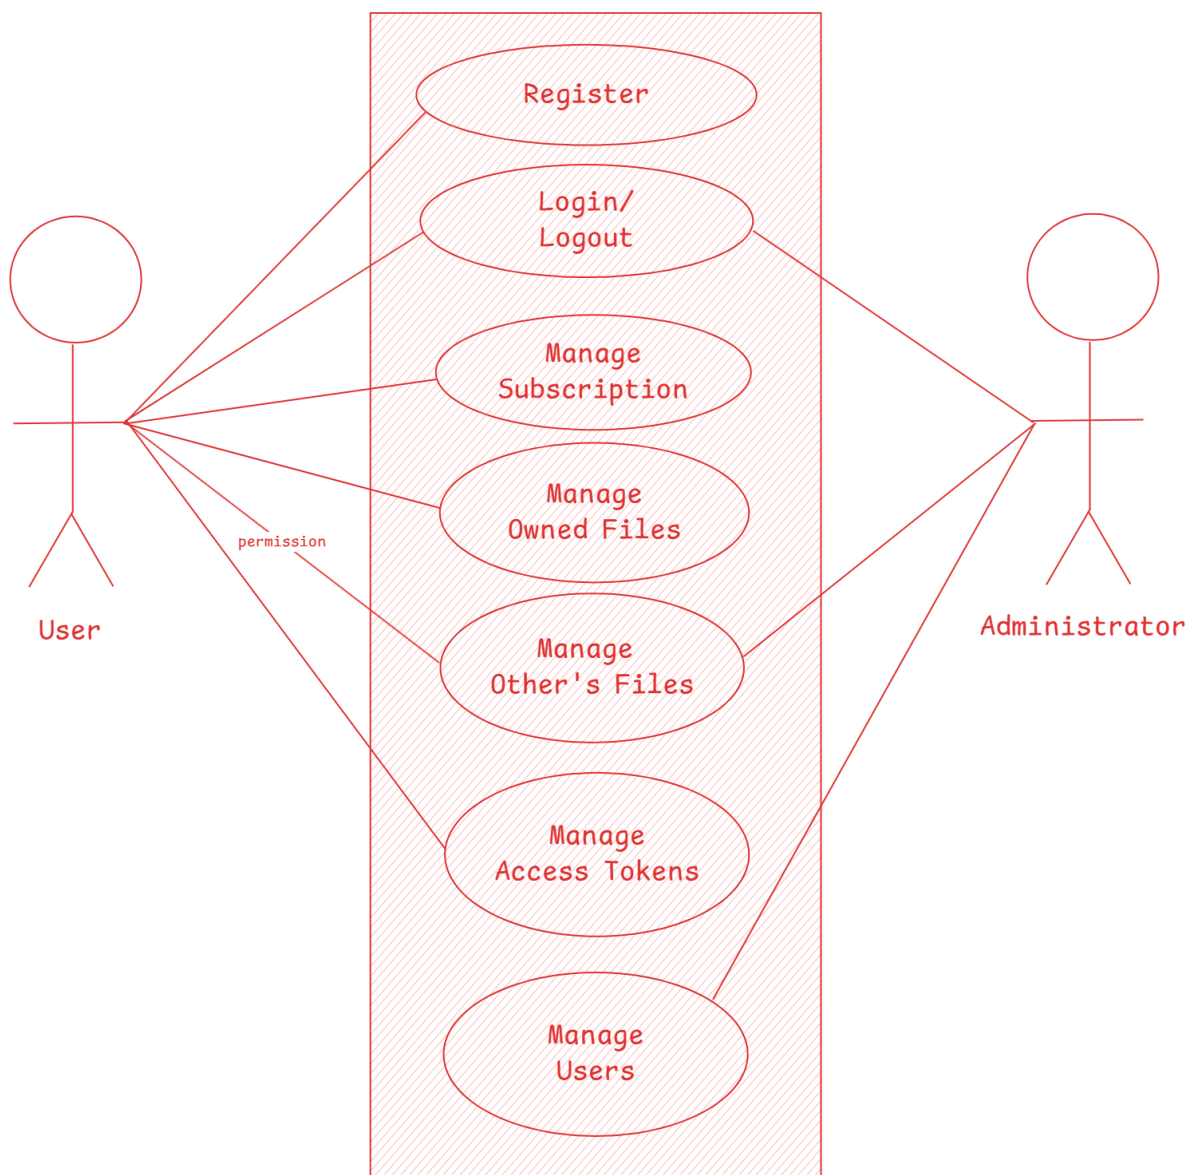 Register
Login/
Logout
Manage
Subscription
Manage
Owned Files
permission
User
Administrator
Manage
Other's Files
Manage
Access Tokens
Manage
Users